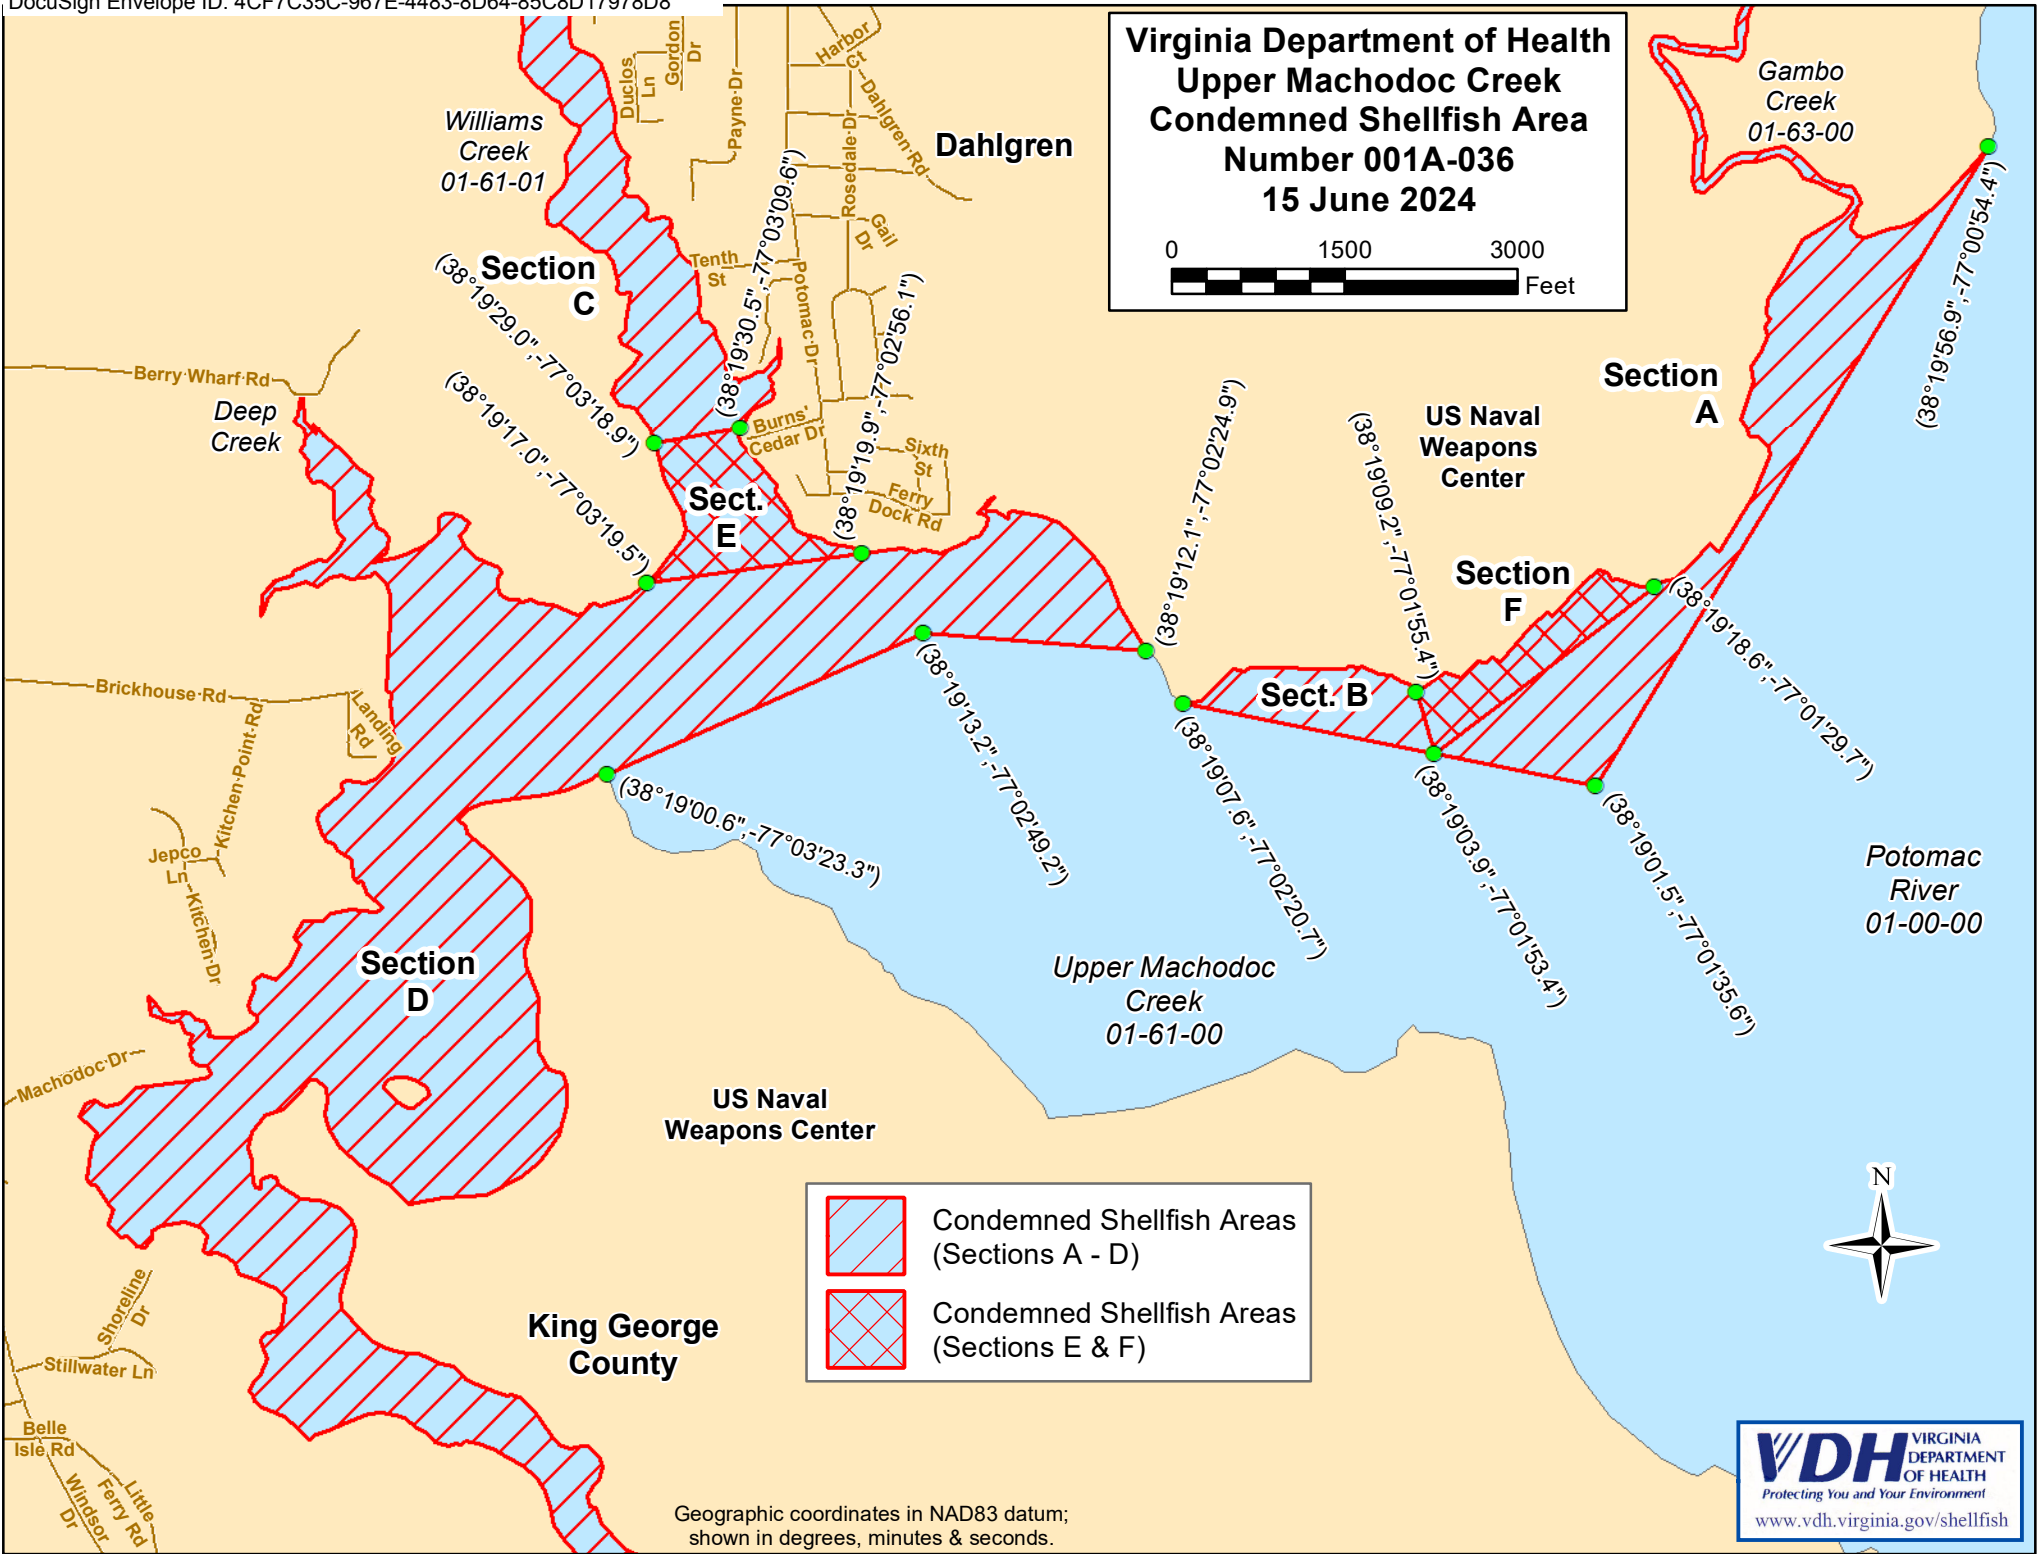 DocuSign Envelope ID: 4CF7C35C-967E-4483-8D64-85C8D17978D8
Virginia Department of Health
Upper Machodoc Creek
Condemned Shellfish Area
Number 001A-036
15 June 2024
0 1500 3000
Feet
Gambo
Creek
01-63-00
Williams
Creek
01-61-01
Dahlgren
Duclos
Ln
Gordon
Dr
Payne Dr
Harbor
Ct
Dahlgren Rd
Rosedale Dr
Gail
Dr
Tenth
St
Potomac Dr
Section
C
(38°19'29.0",-77°03'18.9")
(38°19'30.5",-77°03'09.6")
(38°19'17.0",-77°03'19.5")
(38°19'19.9",-77°02'56.1")
(38°19'56.9",-77°00'54.4")
Berry Wharf Rd
Deep
Creek
Burns'
Cedar Dr
Sixth
St
Ferry
Dock Rd
Sect.
E
(38°19'12.1",-77°02'24.9")
(38°19'09.2",-77°01'55.4")
US Naval
Weapons
Center
Section
A
Section
F
Sect. B
(38°19'18.6",-77°01'29.7")
Brickhouse Rd
Landing
Rd
Kitchen Point Rd
(38°19'00.6",-77°03'23.3")
(38°19'13.2",-77°02'49.2")
(38°19'07.6",-77°02'20.7")
(38°19'03.9",-77°01'53.4")
(38°19'01.5",-77°01'35.6")
Jepco
Ln
Kitchen Dr
Potomac
River
01-00-00
Section
D
Upper Machodoc
Creek
01-61-00
Machodoc Dr
US Naval
Weapons Center
N
Condemned Shellfish Areas
(Sections A - D)
Condemned Shellfish Areas
(Sections E & F)
Shoreline
Dr
Stillwater Ln
King George
County
Belle
Isle Rd
Windsor
Dr
Little
Ferry Rd
Geographic coordinates in NAD83 datum;
shown in degrees, minutes & seconds.
VDH VIRGINIA
DEPARTMENT
OF HEALTH
Protecting You and Your Environment
www.vdh.virginia.gov/shellfish